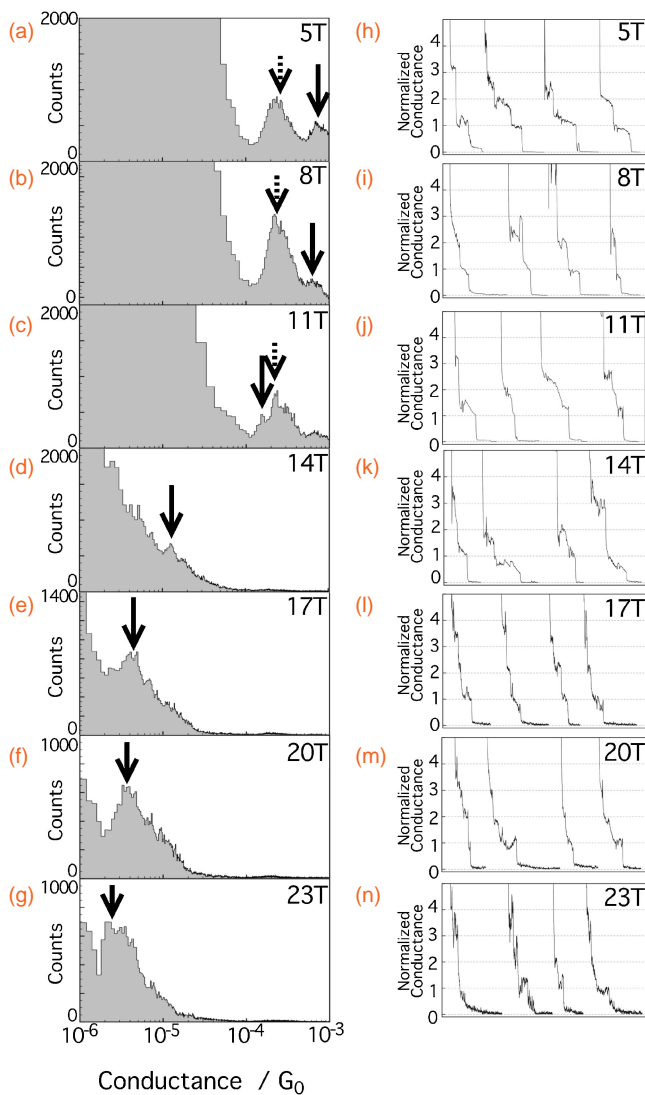 (a)
2000
5T
Counts
0
(b)
2000
8T
Counts
0
(c)
2000
11T
Counts
0
(d)
2000
14T
Counts
0
(e)
1400
17T
Counts
0
(f)
1000
20T
Counts
0
(g)
1000
23T
Counts
0
10⁻⁶
10⁻⁵
10⁻⁴
10⁻³
Conductance / G₀
(h)
5T
Normalized
Conductance
4
3
2
1
0
(i)
8T
Normalized
Conductance
4
3
2
1
0
(j)
11T
Normalized
Conductance
4
3
2
1
0
(k)
14T
Normalized
Conductance
4
3
2
1
0
(l)
17T
Normalized
Conductance
4
3
2
1
0
(m)
20T
Normalized
Conductance
4
3
2
1
0
(n)
23T
Normalized
Conductance
4
3
2
1
0